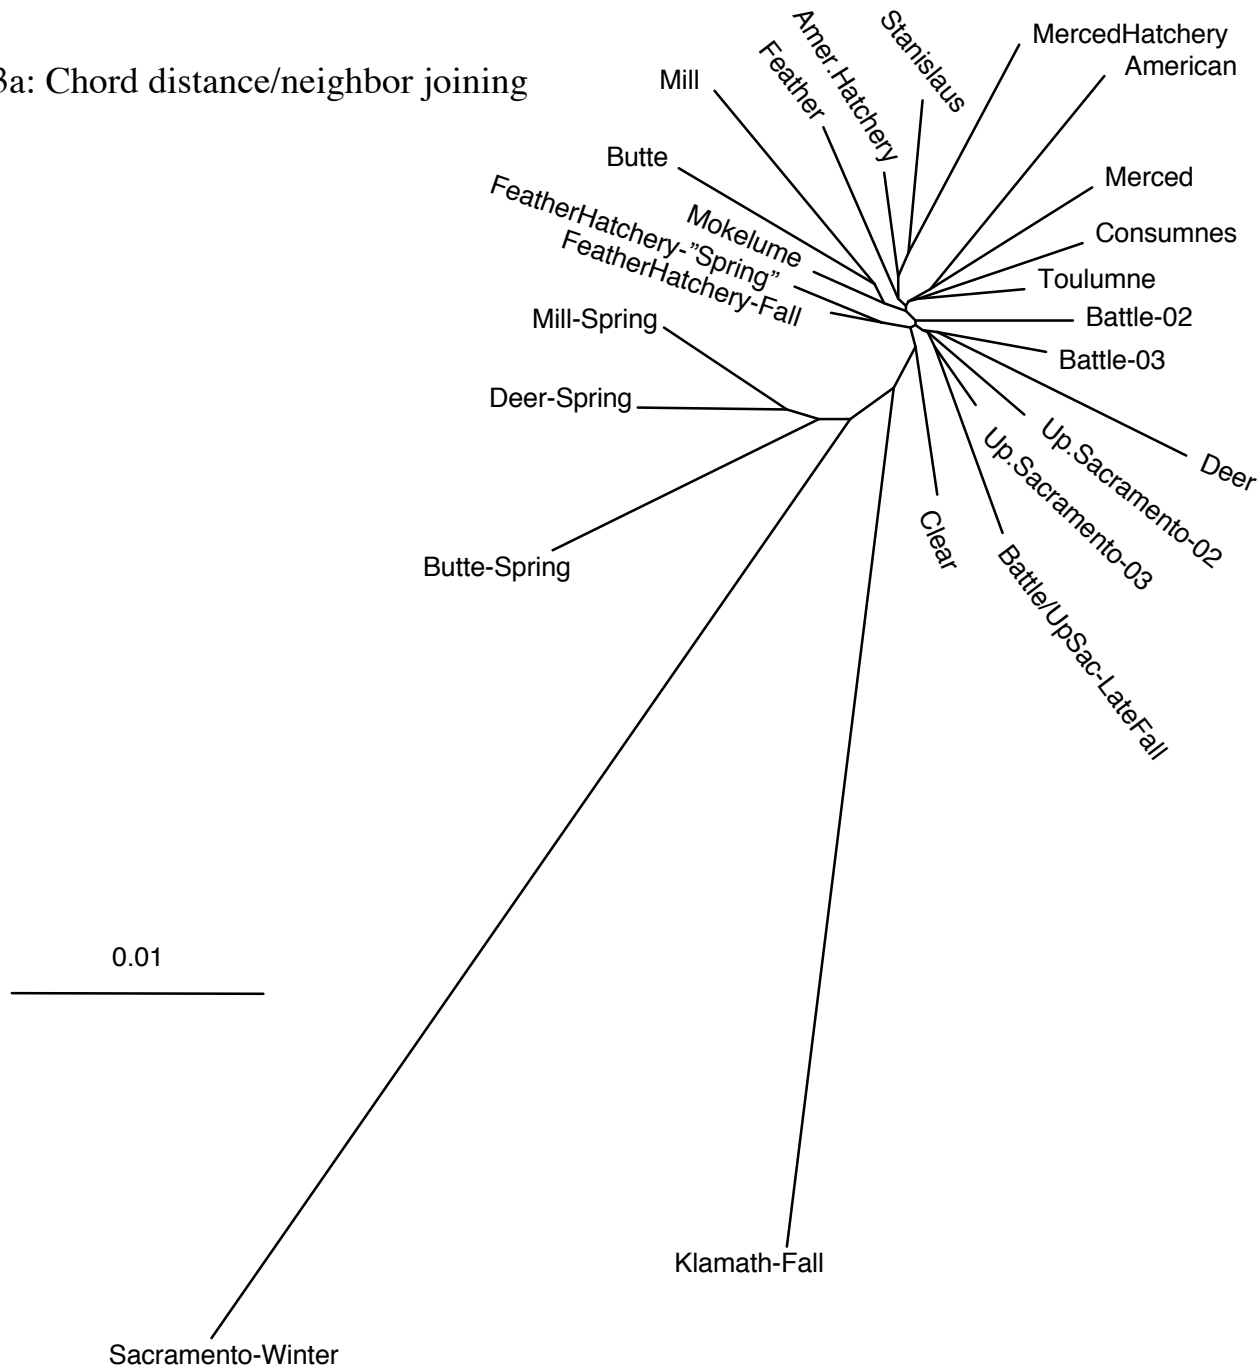 3a: Chord distance/neighbor joining
Mill
Butte
FeatherHatchery-”Spring”
FeatherHatchery-Fall
Mokelume
Feather
Amer.Hatchery
Stanislaus
MercedHatchery
American
Merced
Consumnes
Toulumne
Battle-02
Battle-03
Deer
Up.Sacramento-02
Up.Sacramento-03
Battle/UpSac-LateFall
Clear
Mill-Spring
Deer-Spring
Butte-Spring
0.01
Klamath-Fall
Sacramento-Winter